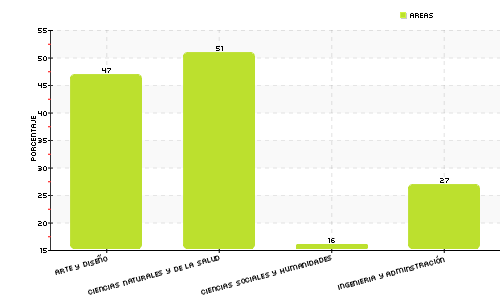 AREAS
55
51
50
47
45
40
35
PORCENTAJE
30
27
25
20
16
15
ARTE Y DISEÑO
CIENCIAS NATURALES Y DE LA SALUD
CIENCIAS SOCIALES Y HUMANIDADES
INGENIERIA Y ADMINSTRACIÓN